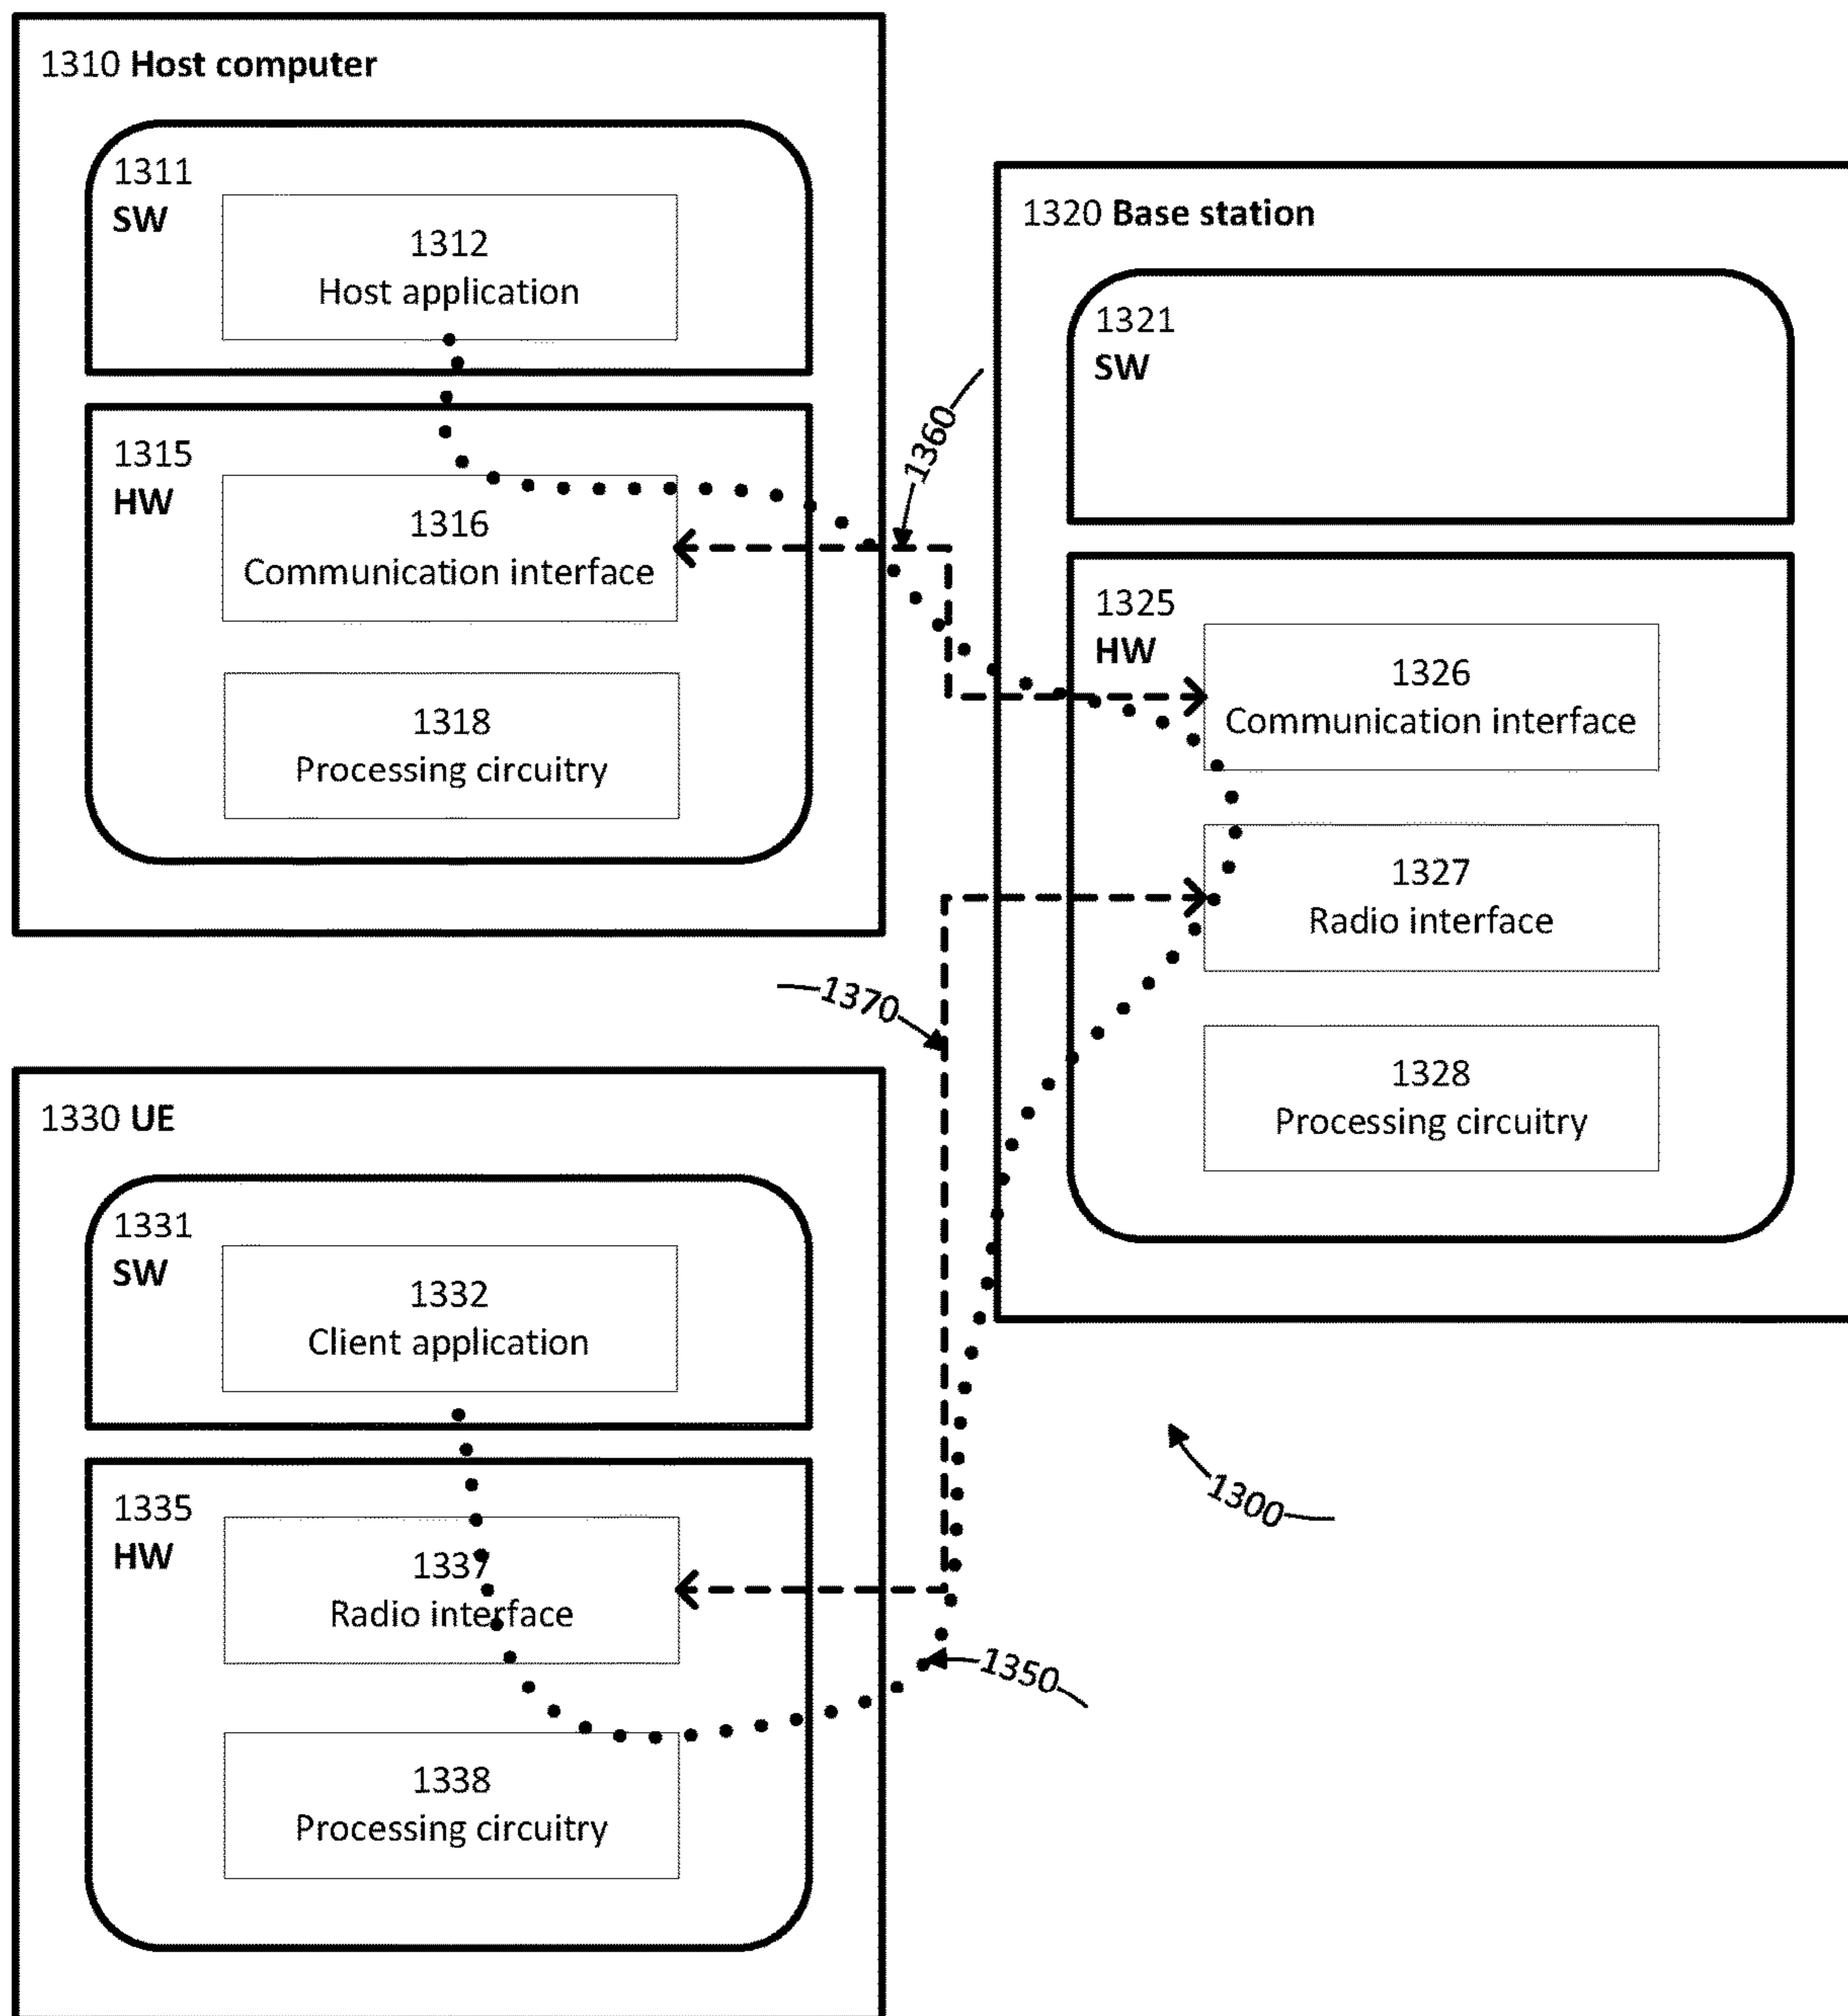 1310 Host computer
1311
SW
1312
Host application
1315
HW
1316
Communication interface
1318
Processing circuitry
1360
1320 Base station
1321
SW
1325
HW
1326
Communication interface
1327
Radio interface
1328
Processing circuitry
1370
1330 UE
1331
SW
1332
Client application
1335
HW
1337
Radio interface
1338
Processing circuitry
1350
1300